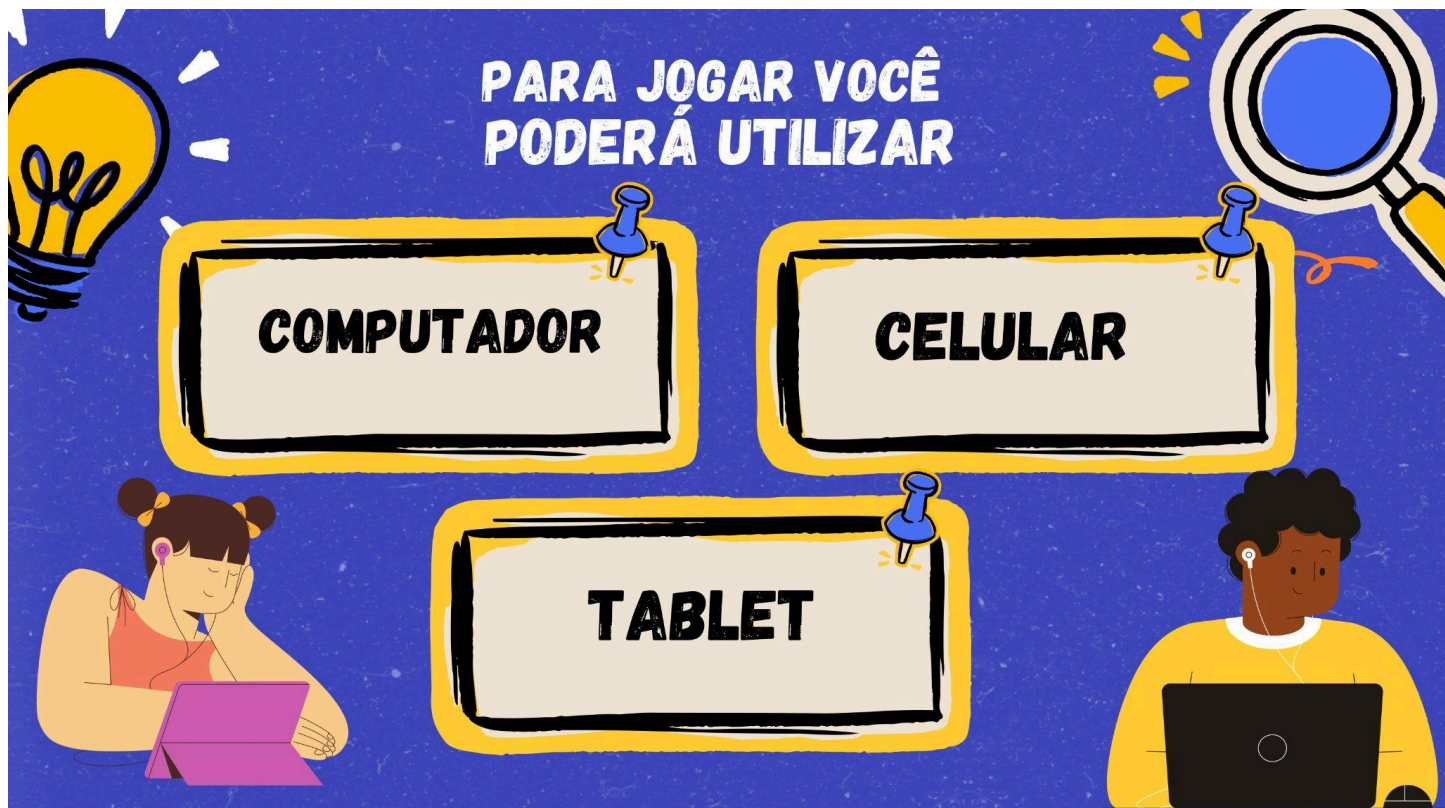 PARA JOGAR VOCÊ
PODERÁ UTILIZAR
COMPUTADOR
CELULAR
TABLET